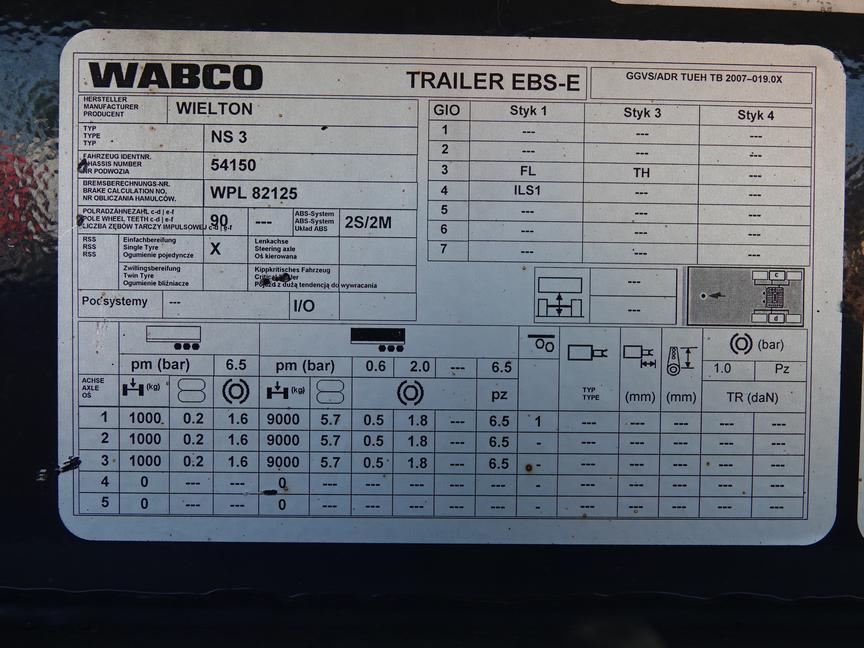 WABCO TRAILER EBS-E GGVS/ADR TUEH TB 2007-019.0X
HERSTELLER
MANUFACTURER
PRODUCENT
WIELTON
TYP
TYPE
TYP
NS 3
FAHRZEUG IDENTNR.
CHASSIS NUMBER
NR PODWOZIA
54150
BREMSBERECHNUNGS-NR.
BRAKE CALCULATION NO.
NR OBLICZANIA HAMULCÓW.
WPL 82125
POLRADZÄHNEZAHL c-d | e-f
POLE WHEEL TEETH c-d | e-f
LICZBA ZĘBÓW TARCZY IMPULSOWEJ c-d | e-f
90 ---
ABS-System
ABS-System
Układ ABS
2S/2M
RSS
RSS
RSS
Einfachbereifung
Single Tyre
Ogumienie pojedyncze
X
Lenkachse
Steering axle
Oś kierowana
Zwillingsbereifung
Twin Tyre
Ogumienie bliźniacze
Kippkritisches Fahrzeug
Critical
Pojazd z dużą tendencją do wywracania
Podsystemy --- I/O
GIO Styk 1 Styk 3 Styk 4
1 --- --- ---
2 --- --- ---
3 FL TH ---
4 ILS1 --- ---
5 --- --- ---
6 --- --- ---
7 --- --- ---
---
---
c
d
pm (bar) 6.5 pm (bar) 0.6 2.0 --- 6.5
ACHSE
AXLE
OŚ
(kg) (kg) pz
TYP
TYPE
(mm) (mm)
(bar)
1.0 Pz
TR (daN)
1 1000 0.2 1.6 9000 5.7 0.5 1.8 --- 6.5 1 --- --- --- --- ---
2 1000 0.2 1.6 9000 5.7 0.5 1.8 --- 6.5 - --- --- --- --- ---
3 1000 0.2 1.6 9000 5.7 0.5 1.8 --- 6.5 - --- --- --- --- ---
4 0 --- --- 0 --- --- --- --- --- - --- --- --- --- ---
5 0 --- --- 0 --- --- --- --- --- - --- --- --- --- ---